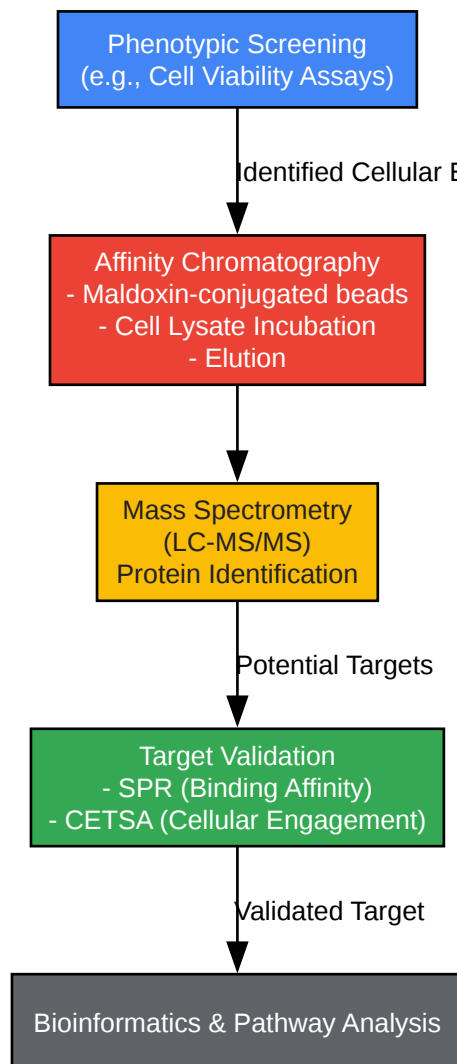 Phenotypic Screening
(e.g., Cell Viability Assays)
Identified Cellular
Affinity Chromatography
- Maldoxin-conjugated beads
- Cell Lysate Incubation
- Elution
Mass Spectrometry
(LC-MS/MS)
Protein Identification
Potential Targets
Target Validation
- SPR (Binding Affinity)
- CETSA (Cellular Engagement)
Validated Target
Bioinformatics & Pathway Analysis